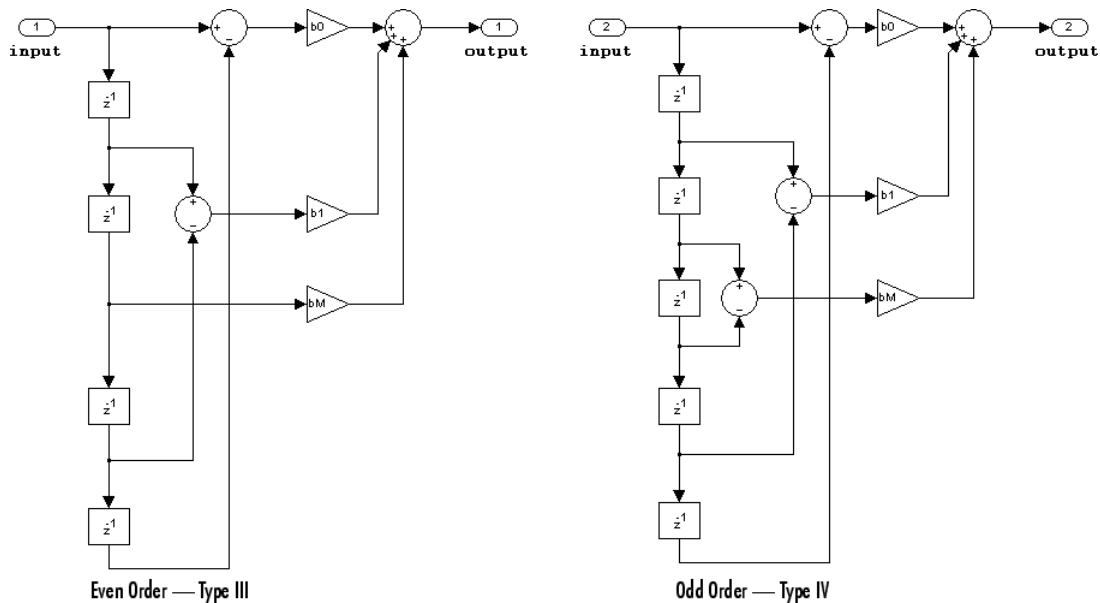 1
input
+
−
b0
+
+
+
1
output
z⁻¹
z⁻¹
+
−
b1
bM
z⁻¹
z⁻¹
Even Order — Type III
2
input
+
−
b0
+
+
+
2
output
z⁻¹
z⁻¹
+
−
b1
z⁻¹
+
−
bM
z⁻¹
z⁻¹
Odd Order — Type IV